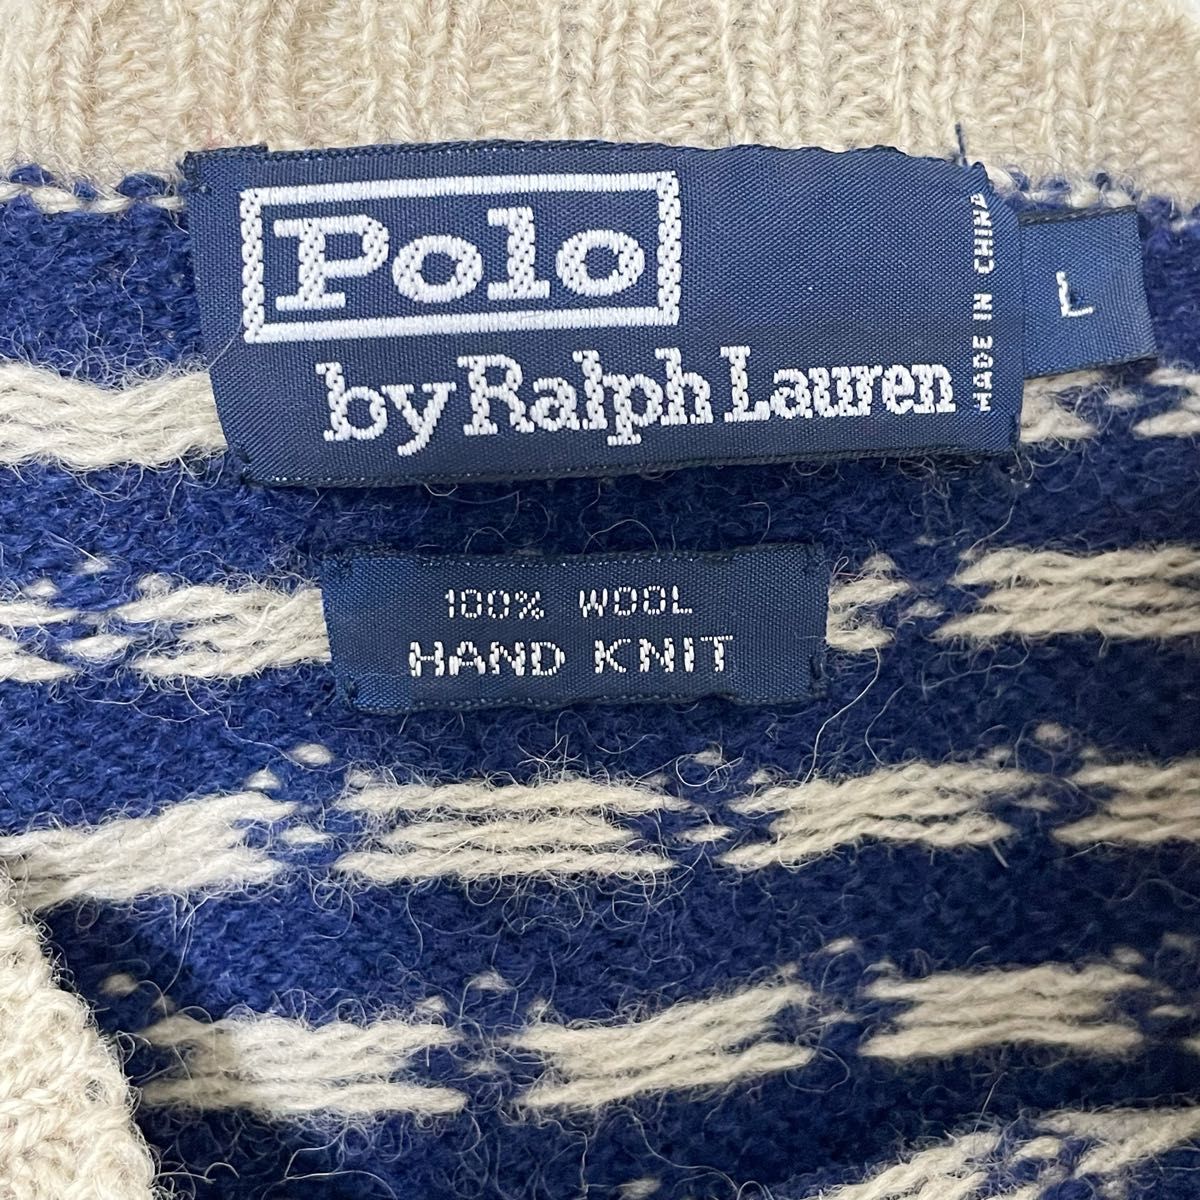 Polo
by Ralph Lauren
MADE IN CHINA
L
100% WOOL
HAND KNIT